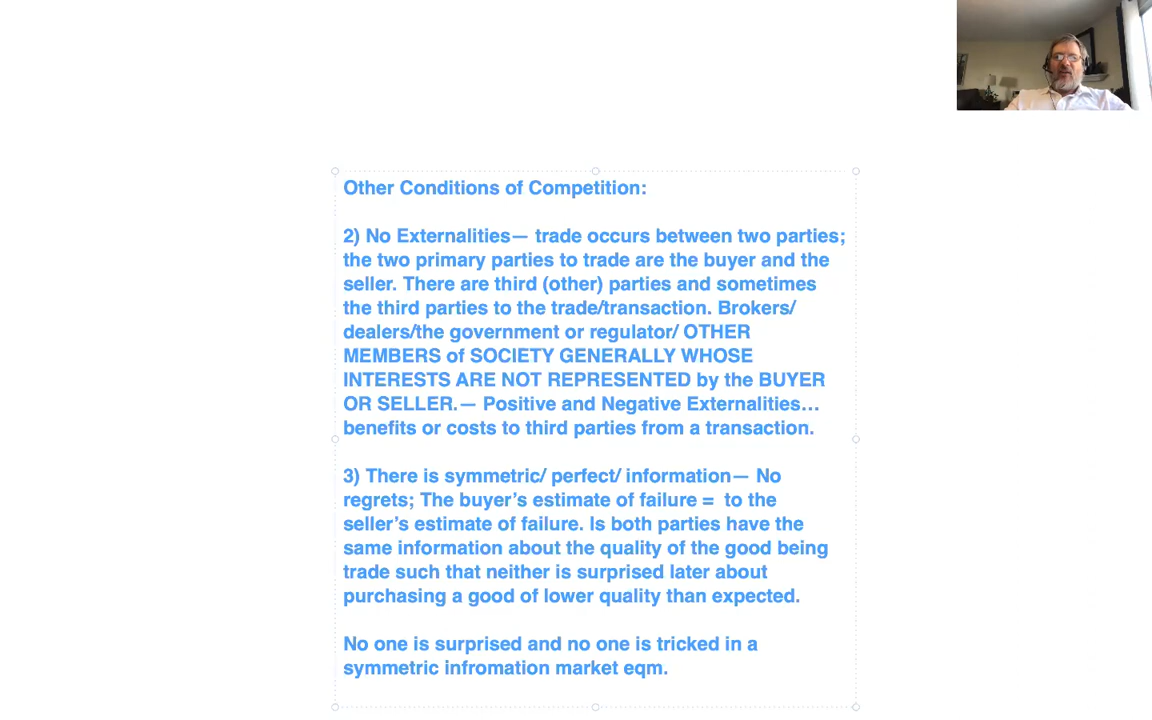 Other Conditions of Competition:
2) No Externalities— trade occurs between two parties;
the two primary parties to trade are the buyer and the
seller. There are third (other) parties and sometimes
the third parties to the trade/transaction. Brokers/
dealers/the government or regulator/ OTHER
MEMBERS of SOCIETY GENERALLY WHOSE
INTERESTS ARE NOT REPRESENTED by the BUYER
OR SELLER.— Positive and Negative Externalities…
benefits or costs to third parties from a transaction.
3) There is symmetric/ perfect/ information— No
regrets; The buyer’s estimate of failure =  to the
seller’s estimate of failure. Is both parties have the
same information about the quality of the good being
trade such that neither is surprised later about
purchasing a good of lower quality than expected.
No one is surprised and no one is tricked in a
symmetric infromation market eqm.